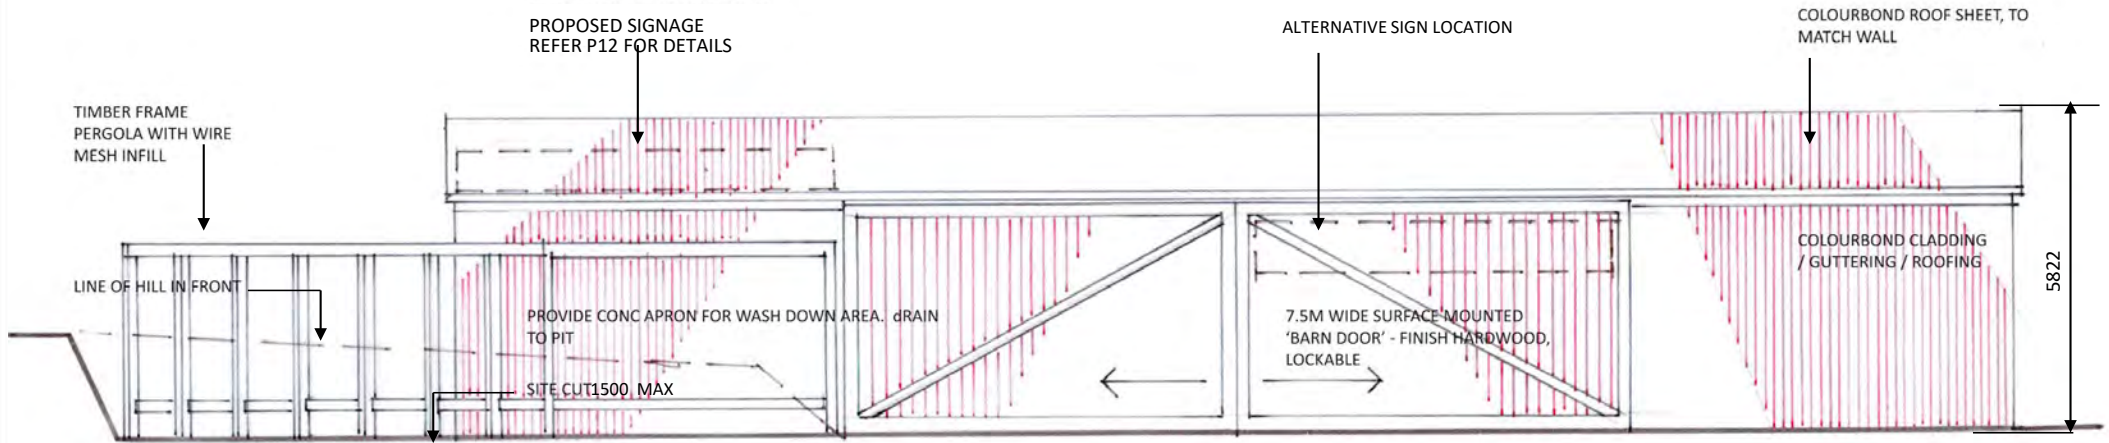 PROPOSED SIGNAGE
REFER P12 FOR DETAILS
ALTERNATIVE SIGN LOCATION
COLOURBOND ROOF SHEET, TO
MATCH WALL
TIMBER FRAME
PERGOLA WITH WIRE
MESH INFILL
LINE OF HILL IN FRONT
COLOURBOND CLADDING
/ GUTTERING / ROOFING
5822
PROVIDE CONC APRON FOR WASH DOWN AREA. dRAIN
TO PIT
7.5M WIDE SURFACE MOUNTED
'BARN DOOR' - FINISH HARDWOOD,
LOCKABLE
SITE CUT1500 MAX